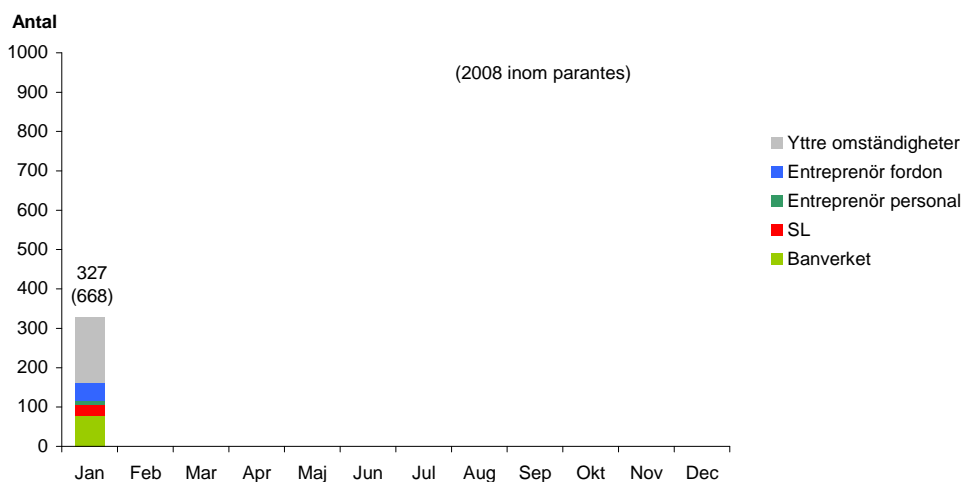 Antal
1000
(2008 inom parantes)
900
800
700
600
500
400
300
200
100
0
327
(668)
Jan Feb Mar Apr Maj Jun Jul Aug Sep Okt Nov Dec
Yttre omständigheter
Entreprenör fordon
Entreprenör personal
SL
Banverket